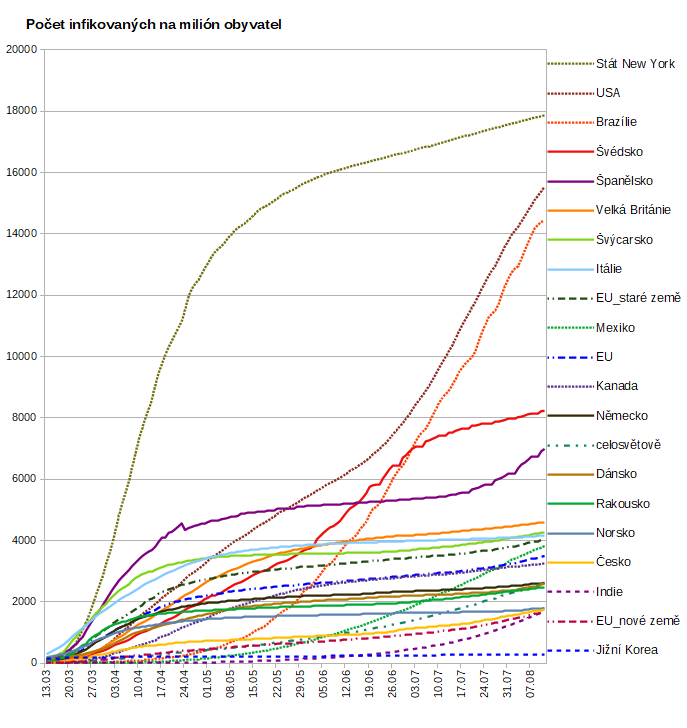 Počet infikovaných na milión obyvatel
20000
18000
16000
14000
12000
10000
8000
6000
4000
2000
0
Stát New York
USA
Brazílie
Švédsko
Španělsko
Velká Británie
Švýcarsko
Itálie
EU_staré země
Mexiko
EU
Kanada
Německo
celosvětově
Dánsko
Rakousko
Norsko
Česko
Indie
EU_nové země
Jižní Korea
13.03
20.03
27.03
03.04
10.04
17.04
24.04
01.05
08.05
15.05
22.05
29.05
05.06
12.06
19.06
26.06
03.07
10.07
17.07
24.07
31.07
07.08